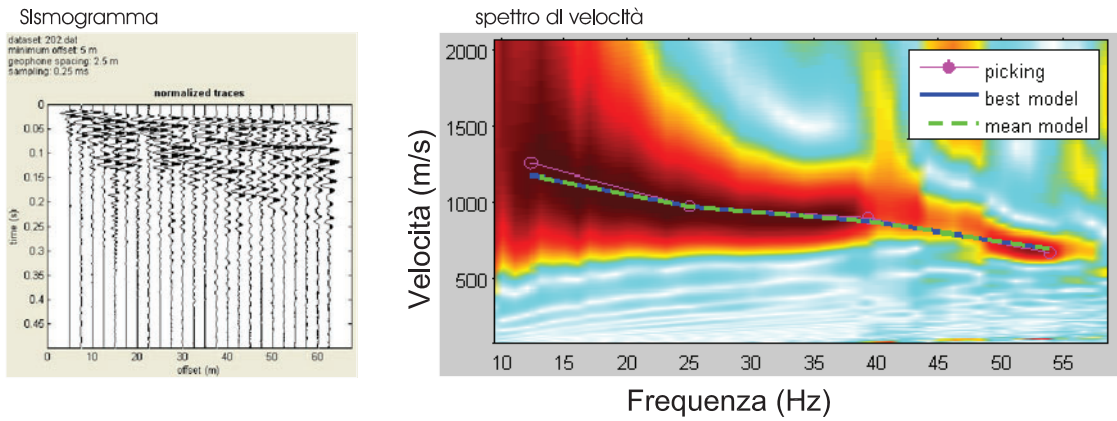 Sismogramma
dataset: 202.dat
minimum offset: 5 m
geophone spacing: 2.5 m
sampling: 0.25 ms
normalized traces
0
0.05
0.1
0.15
0.2
0.25
0.3
0.35
0.4
0.45
time (s)
0 10 20 30 40 50 60
offset (m)
spettro di velocità
2000
1500
1000
500
Velocità (m/s)
picking
best model
mean model
10 15 20 25 30 35 40 45 50 55
Frequenza (Hz)